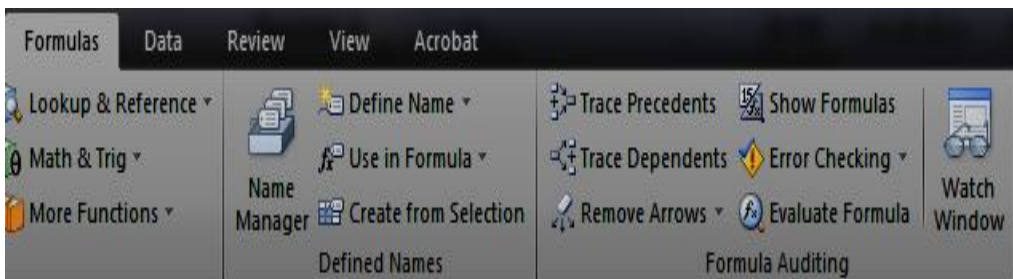 Formulas Data Review View Acrobat
Lookup & Reference
Math & Trig
More Functions
Name
Manager
Define Name
Use in Formula
Create from Selection
Defined Names
Trace Precedents
Trace Dependents
Remove Arrows
Show Formulas
Error Checking
Evaluate Formula
Watch
Window
Formula Auditing